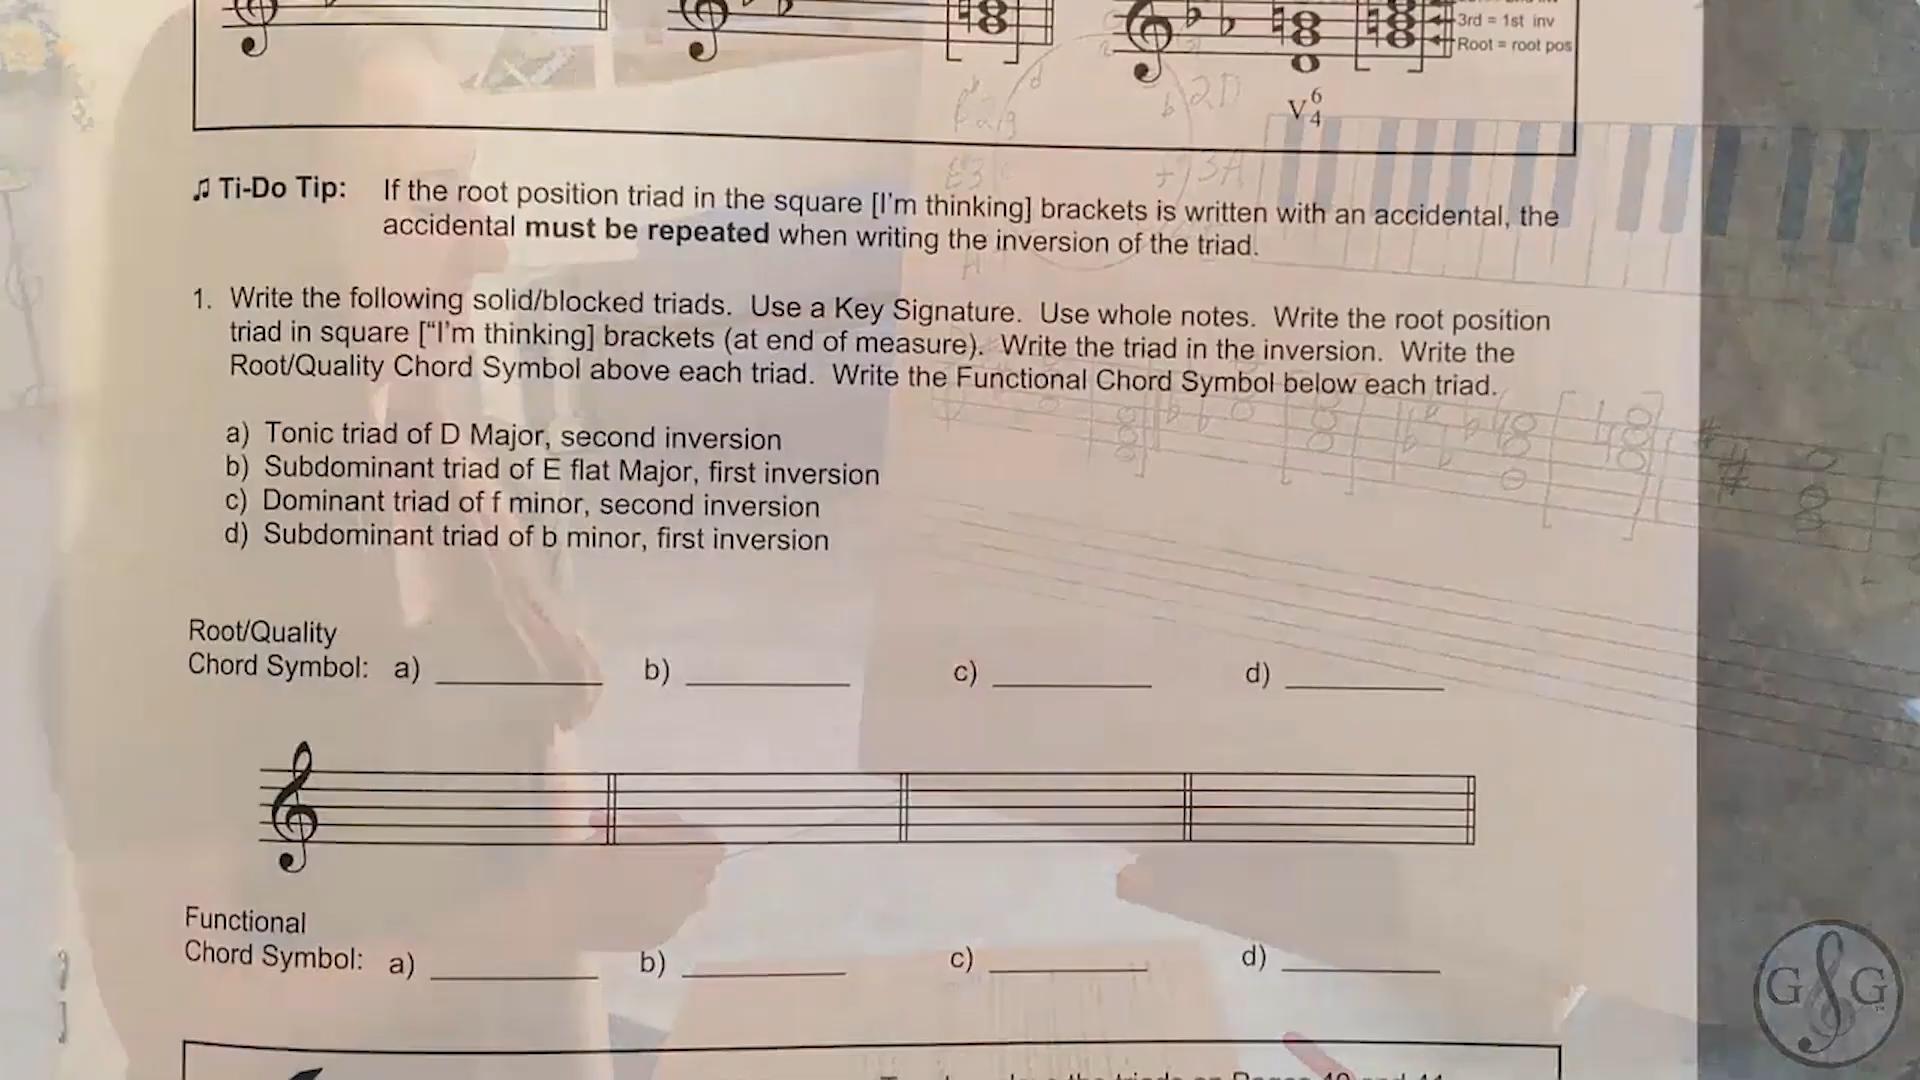 3rd = 1st inv
Root = root pos
V 6 4
♫ Ti-Do Tip: If the root position triad in the square [I'm thinking] brackets is written with an accidental, the
accidental must be repeated when writing the inversion of the triad.
1. Write the following solid/blocked triads. Use a Key Signature. Use whole notes. Write the root position
triad in square ["I'm thinking] brackets (at end of measure). Write the triad in the inversion. Write the
Root/Quality Chord Symbol above each triad. Write the Functional Chord Symbol below each triad.
a) Tonic triad of D Major, second inversion
b) Subdominant triad of E flat Major, first inversion
c) Dominant triad of f minor, second inversion
d) Subdominant triad of b minor, first inversion
Root/Quality
Chord Symbol: a) b) c) d)
Functional
Chord Symbol: a) b) c) d)
G G